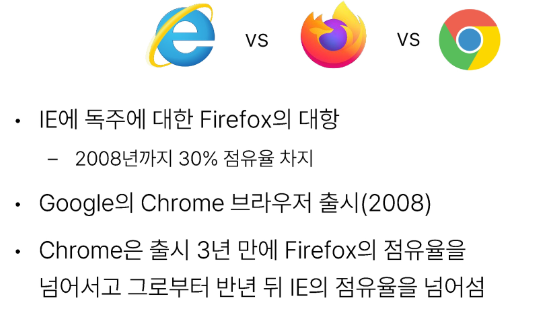 vs vs
• IE에 독주에 대한 Firefox의 대항
– 2008년까지 30% 점유율 차지
• Google의 Chrome 브라우저 출시(2008)
• Chrome은 출시 3년 만에 Firefox의 점유율을
넘어서고 그로부터 반년 뒤 IE의 점유율을 넘어섬